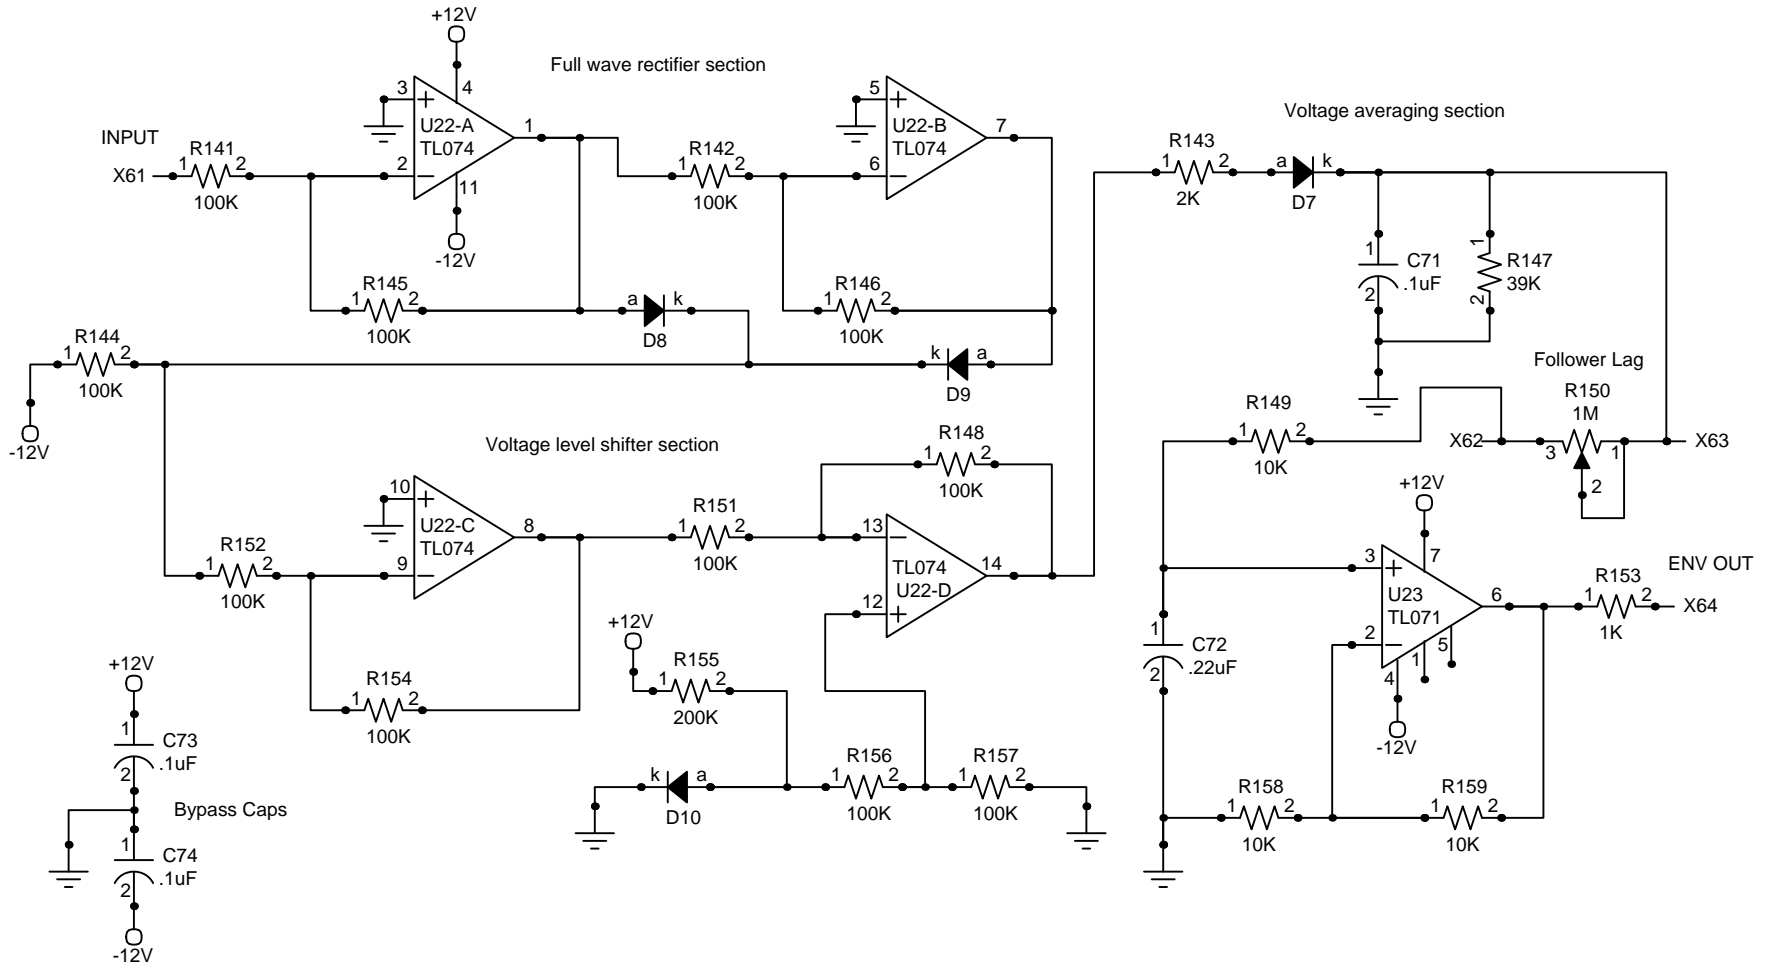 +12V
Full wave rectifier section
3
4
+
U22-A
TL074
1
2
11
-12V
5
+
U22-B
TL074
7
6
INPUT
X61
R141
1 2
100K
R142
1 2
100K
Voltage averaging section
R143
1 2
2K
a k
D7
1
C71
.1uF
2
1
R147
39K
2
R145
1 2
100K
a k
D8
R146
1 2
100K
R144
1 2
100K
-12V
k a
D9
Follower Lag
R150
1M
X62
3 1
2
X63
R149
1 2
10K
Voltage level shifter section
R148
1 2
100K
10
+
U22-C
TL074
8
9
R151
1 2
100K
13
TL074
U22-D
14
12
+
R152
1 2
100K
R154
1 2
100K
+12V
R155
1 2
200K
k a
D10
R156
1 2
100K
R157
1 2
100K
+12V
3
7
+
U23
TL071
6
2
5
1
4
-12V
ENV OUT
R153
1 2
1K
X64
1
C72
.22uF
2
R158
1 2
10K
R159
1 2
10K
+12V
1
C73
.1uF
2
Bypass Caps
1
C74
.1uF
2
-12V